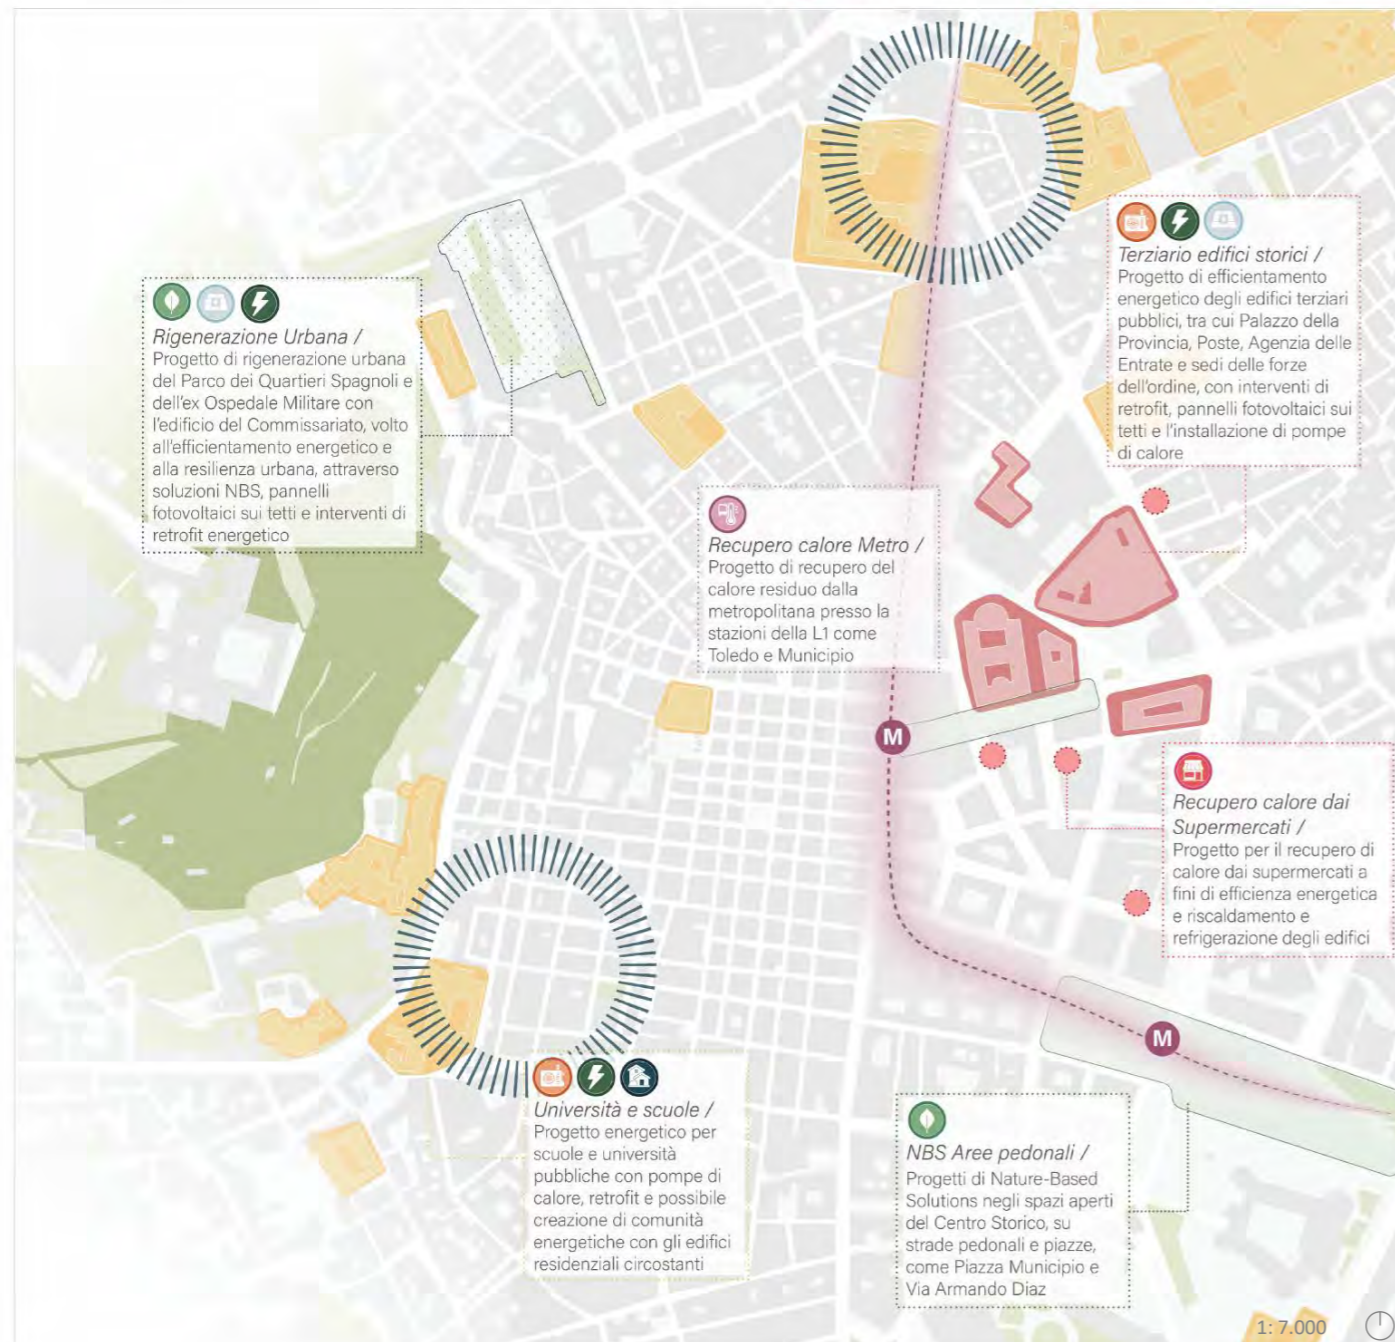 Terziario edifici storici /
Progetto di efficientamento
energetico degli edifici terziari
pubblici, tra cui Palazzo della
Provincia, Poste, Agenzia delle
Entrate e sedi delle forze
dell'ordine, con interventi di
retrofit, pannelli fotovoltaici sui
tetti e l'installazione di pompe
di calore
Rigenerazione Urbana /
Progetto di rigenerazione urbana
del Parco dei Quartieri Spagnoli e
dell'ex Ospedale Militare con
l'edificio del Commissariato, volto
all'efficientamento energetico e
alla resilienza urbana, attraverso
soluzioni NBS, pannelli
fotovoltaici sui tetti e interventi di
retrofit energetico
Recupero calore Metro /
Progetto di recupero del
calore residuo dalla
metropolitana presso la
stazioni della L1 come
Toledo e Municipio
M
Recupero calore dai
Supermercati /
Progetto per il recupero di
calore dai supermercati a
fini di efficienza energetica
e riscaldamento e
refrigerazione degli edifici
M
Università e scuole /
Progetto energetico per
scuole e università
pubbliche con pompe di
calore, retrofit e possibile
creazione di comunità
energetiche con gli edifici
residenziali circostanti
NBS Aree pedonali /
Progetti di Nature-Based
Solutions negli spazi aperti
del Centro Storico, su
strade pedonali e piazze,
come Piazza Municipio e
Via Armando Diaz
1: 7.000